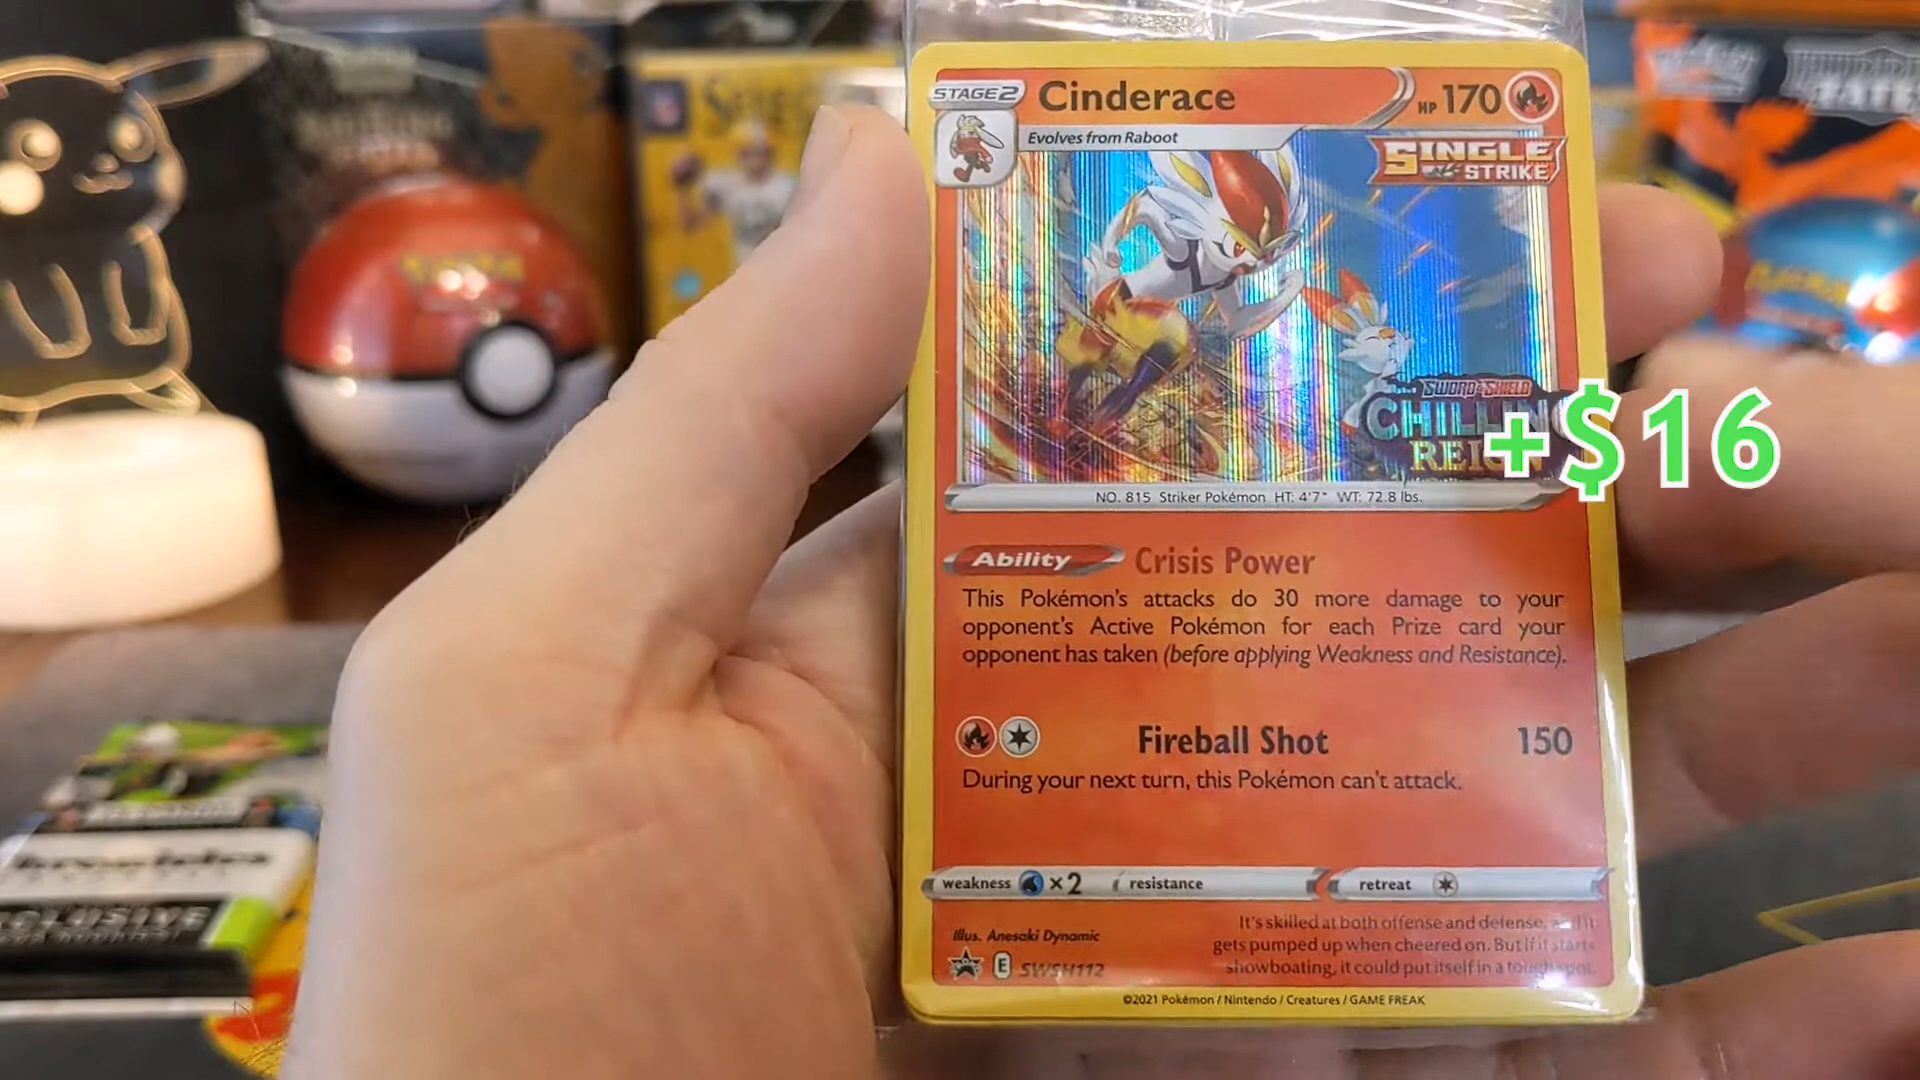 STAGE2
Cinderace
HP 170
Evolves from Raboot
SINGLE
STRIKE
SWORD & SHIELD
CHILLING
REIGN
+$16
NO. 815 Striker Pokémon HT: 4'7" WT: 72.8 lbs.
Ability Crisis Power
This Pokémon's attacks do 30 more damage to your
opponent's Active Pokémon for each Prize card your
opponent has taken (before applying Weakness and Resistance).
Fireball Shot 150
During your next turn, this Pokémon can't attack.
weakness ×2 resistance retreat
Illus. Anesaki Dynamic
E SWSH112
It's skilled at both offense and defense, and it
gets pumped up when cheered on. But if it starts
showboating, it could put itself in a tough spot.
©2021 Pokémon / Nintendo / Creatures / GAME FREAK